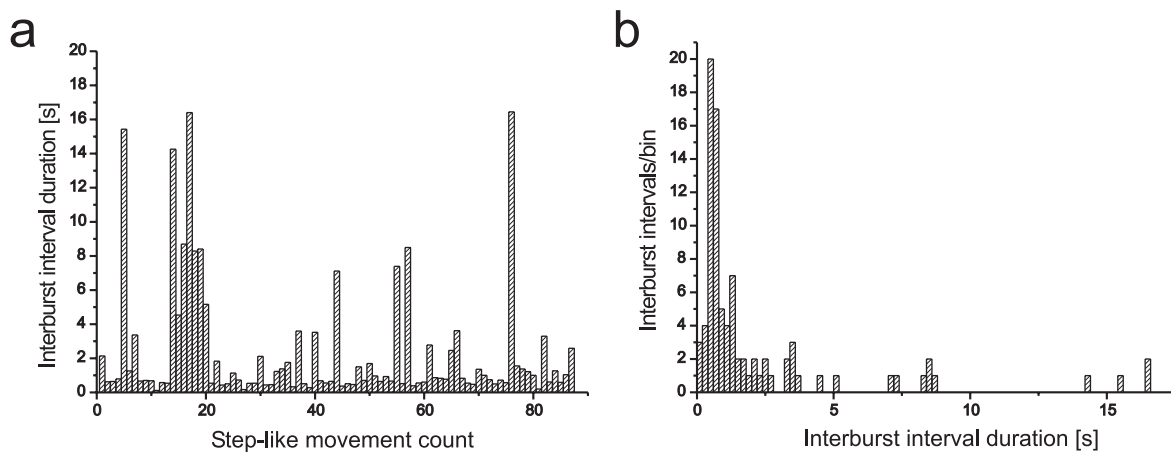 a
Interburst interval duration [s]
20
18
16
14
12
10
8
6
4
2
0
0 20 40 60 80
Step-like movement count
b
Interburst intervals/bin
20
18
16
14
12
10
8
6
4
2
0
0 5 10 15
Interburst interval duration [s]